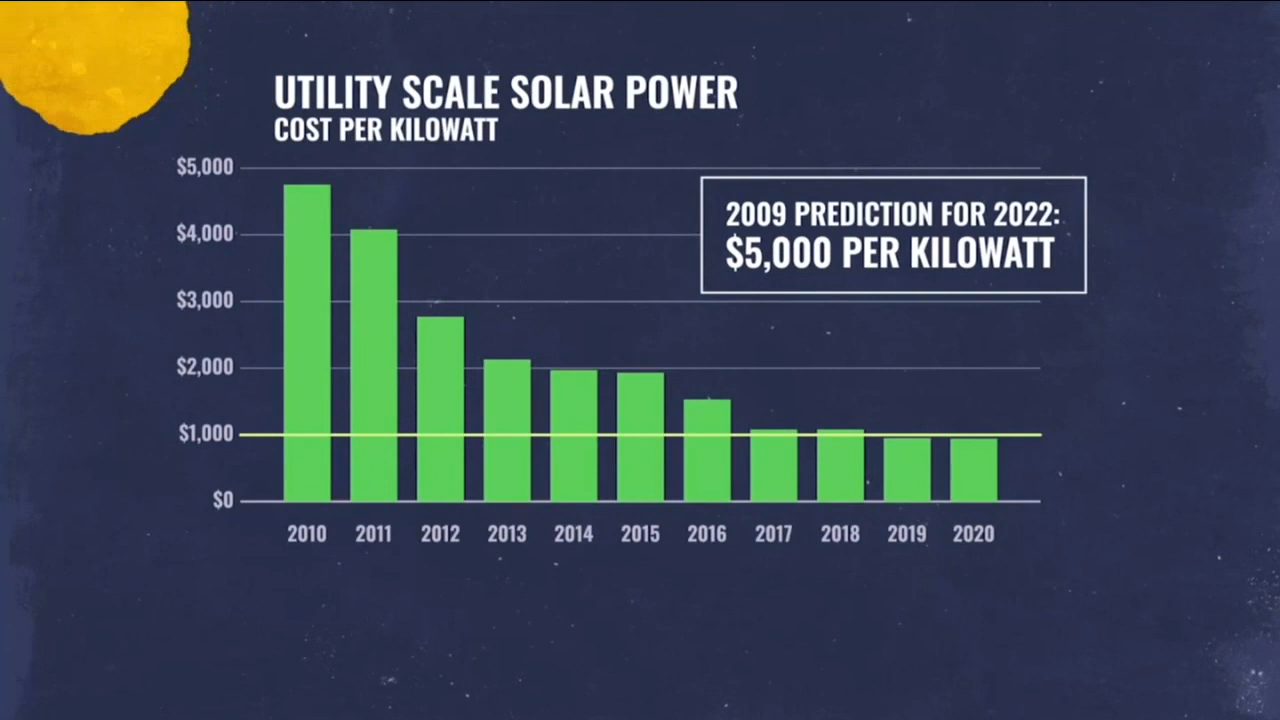 UTILITY SCALE SOLAR POWER
COST PER KILOWATT
$5,000
2009 PREDICTION FOR 2022:
$5,000 PER KILOWATT
$4,000
$3,000
$2,000
$1,000
$0
2010 2011 2012 2013 2014 2015 2016 2017 2018 2019 2020